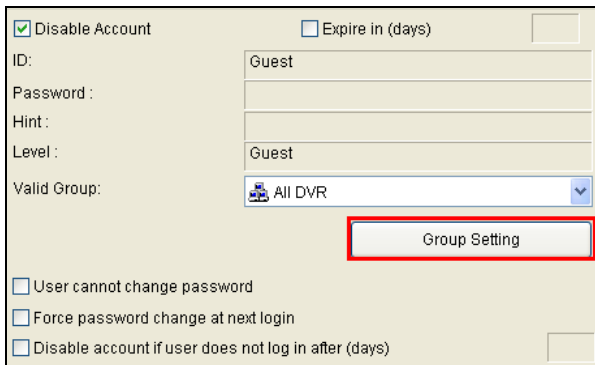 Disable Account Expire in (days)
ID: Guest
Password :
Hint :
Level : Guest
Valid Group: All DVR
Group Setting
User cannot change password
Force password change at next login
Disable account if user does not log in after (days)